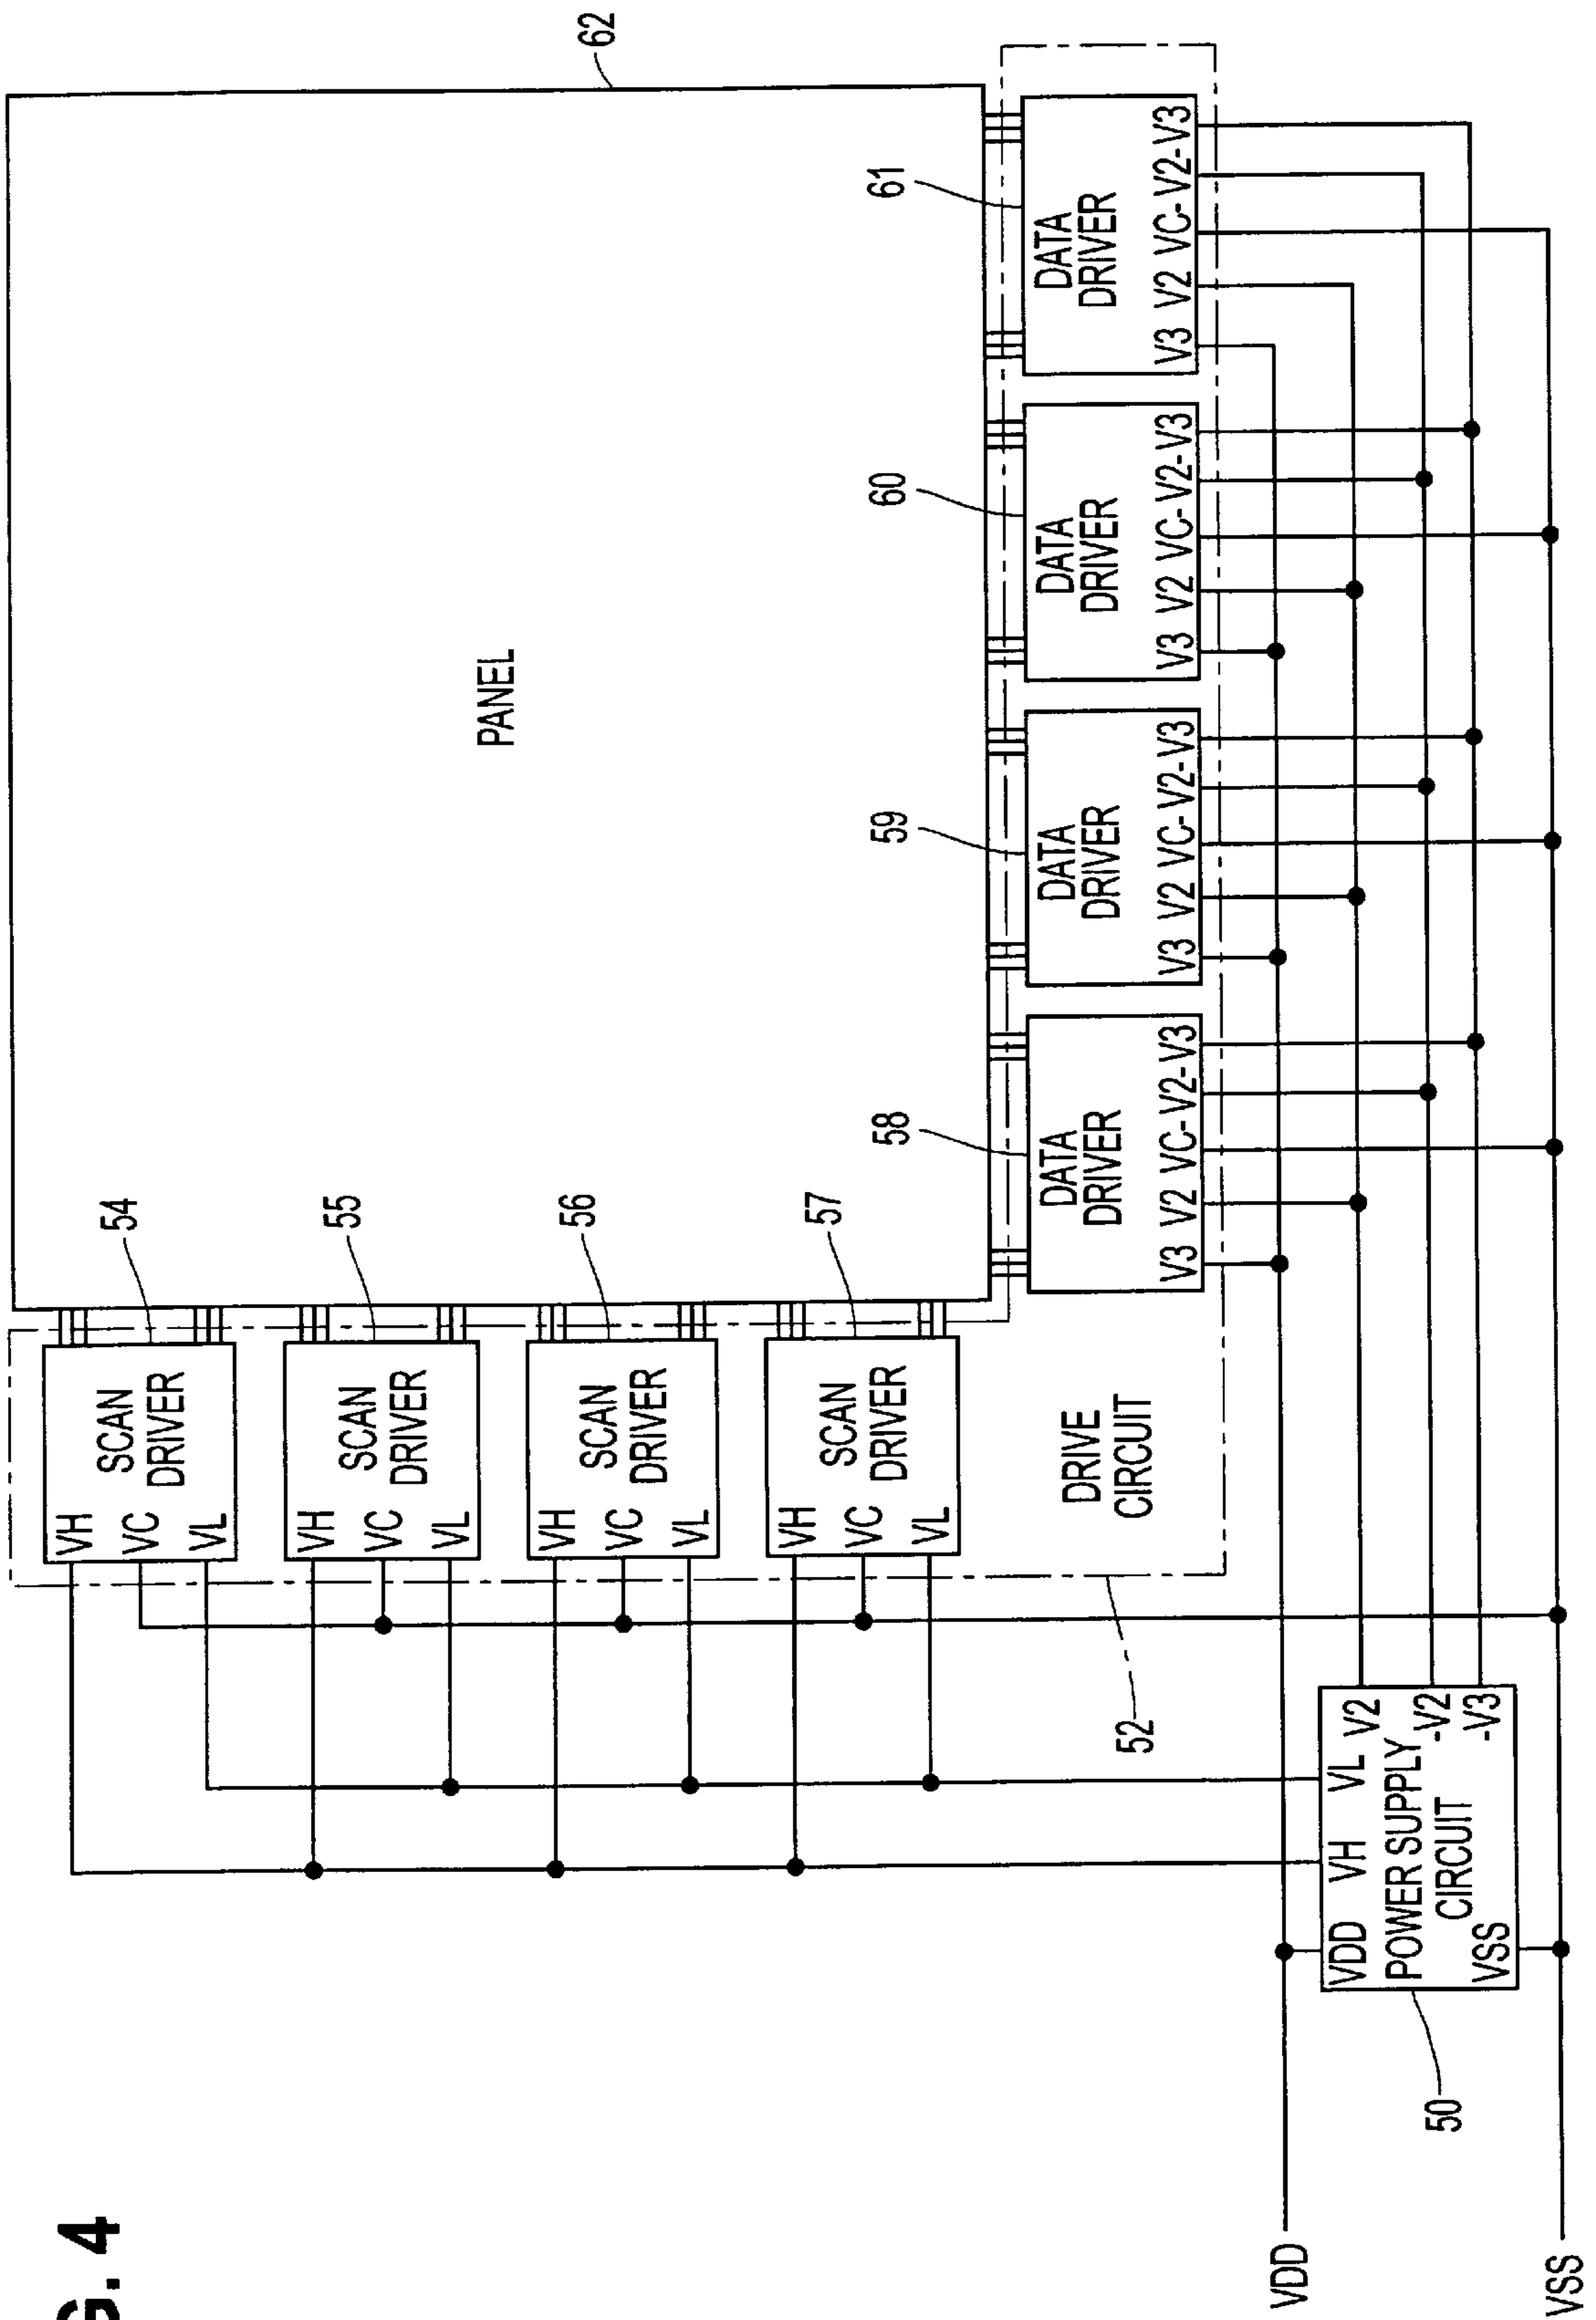 G. 4
62
PANEL
54
55
56
57
SCAN
DRIVER
VH
VC
VL
SCAN
DRIVER
VH
VC
VL
SCAN
DRIVER
VH
VC
VL
SCAN
DRIVER
VH
VC
VL
DRIVE
CIRCUIT
52
58
DATA
DRIVER
V3 V2 VC- V2- V3
59
DATA
DRIVER
V3 V2 VC- V2- V3
60
DATA
DRIVER
V3 V2 VC- V2- V3
61
DATA
DRIVER
V3 V2 VC- V2- V3
VDD VH VL V2
POWER SUPPLY -V2
CIRCUIT
VSS -V3
50
VDD
VSS